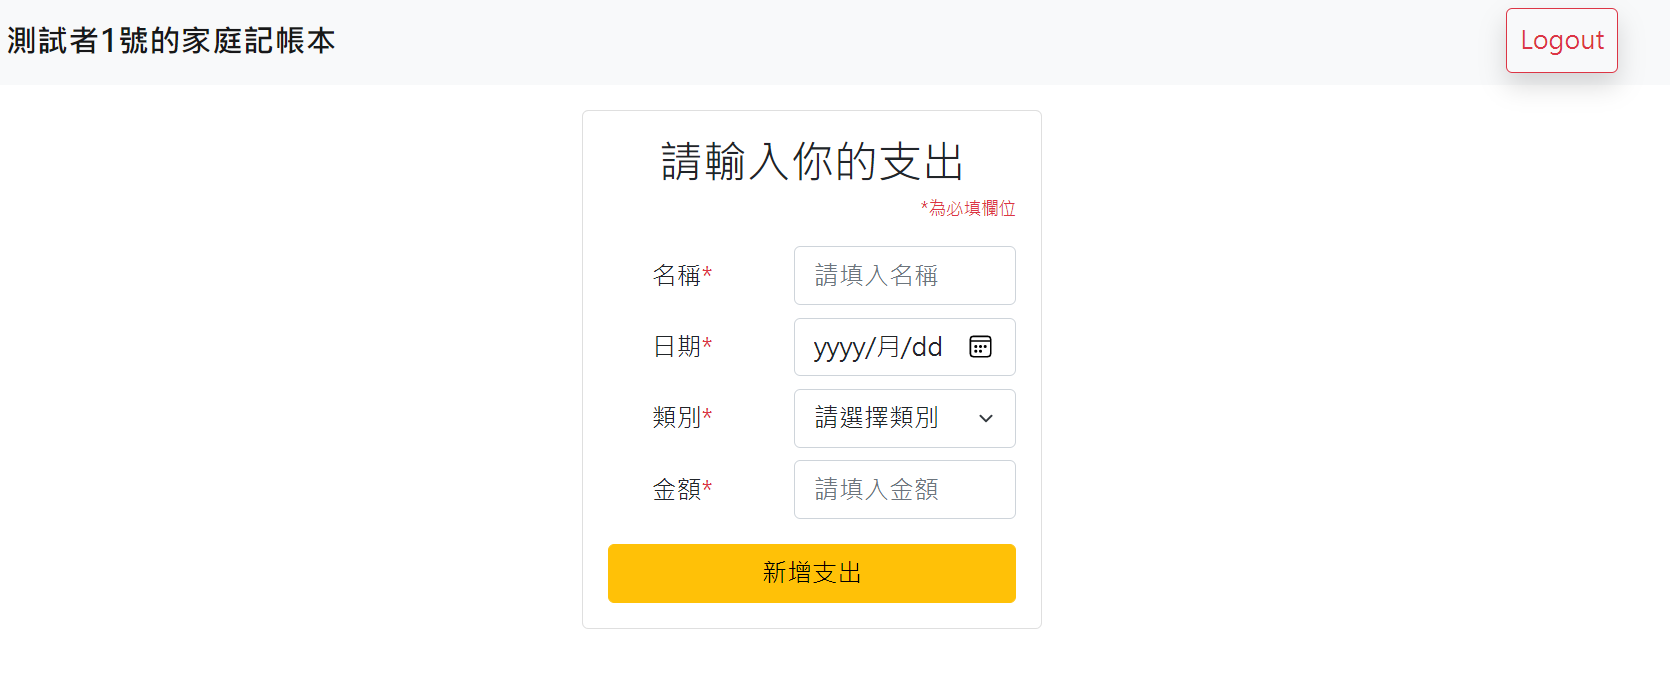 測試者1號的家庭記帳本
Logout
請輸入你的支出
*為必填欄位
名稱*
請填入名稱
日期*
yyyy/月/dd
類別*
請選擇類別
金額*
請填入金額
新增支出